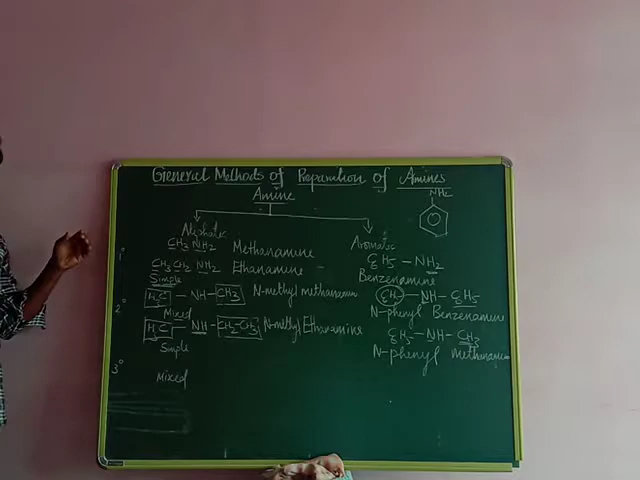 General Methods of Preparation of Amines
Amine
NH2
Aliphatic
Aromatic
1° CH3 NH2 Methanamine
C6H5 — NH2
CH3CH2 NH2 Ethanamine
Benzenamine
Simple
2° H3C — NH — CH3 N-methyl methanamine
C6H5 — NH — C6H5
Mixed
N-phenyl Benzenamine
H3C — NH — CH2-CH3 N-methyl Ethanamine
C6H5 — NH — CH3
Simple
N-phenyl Methanamine
3°
Mixed